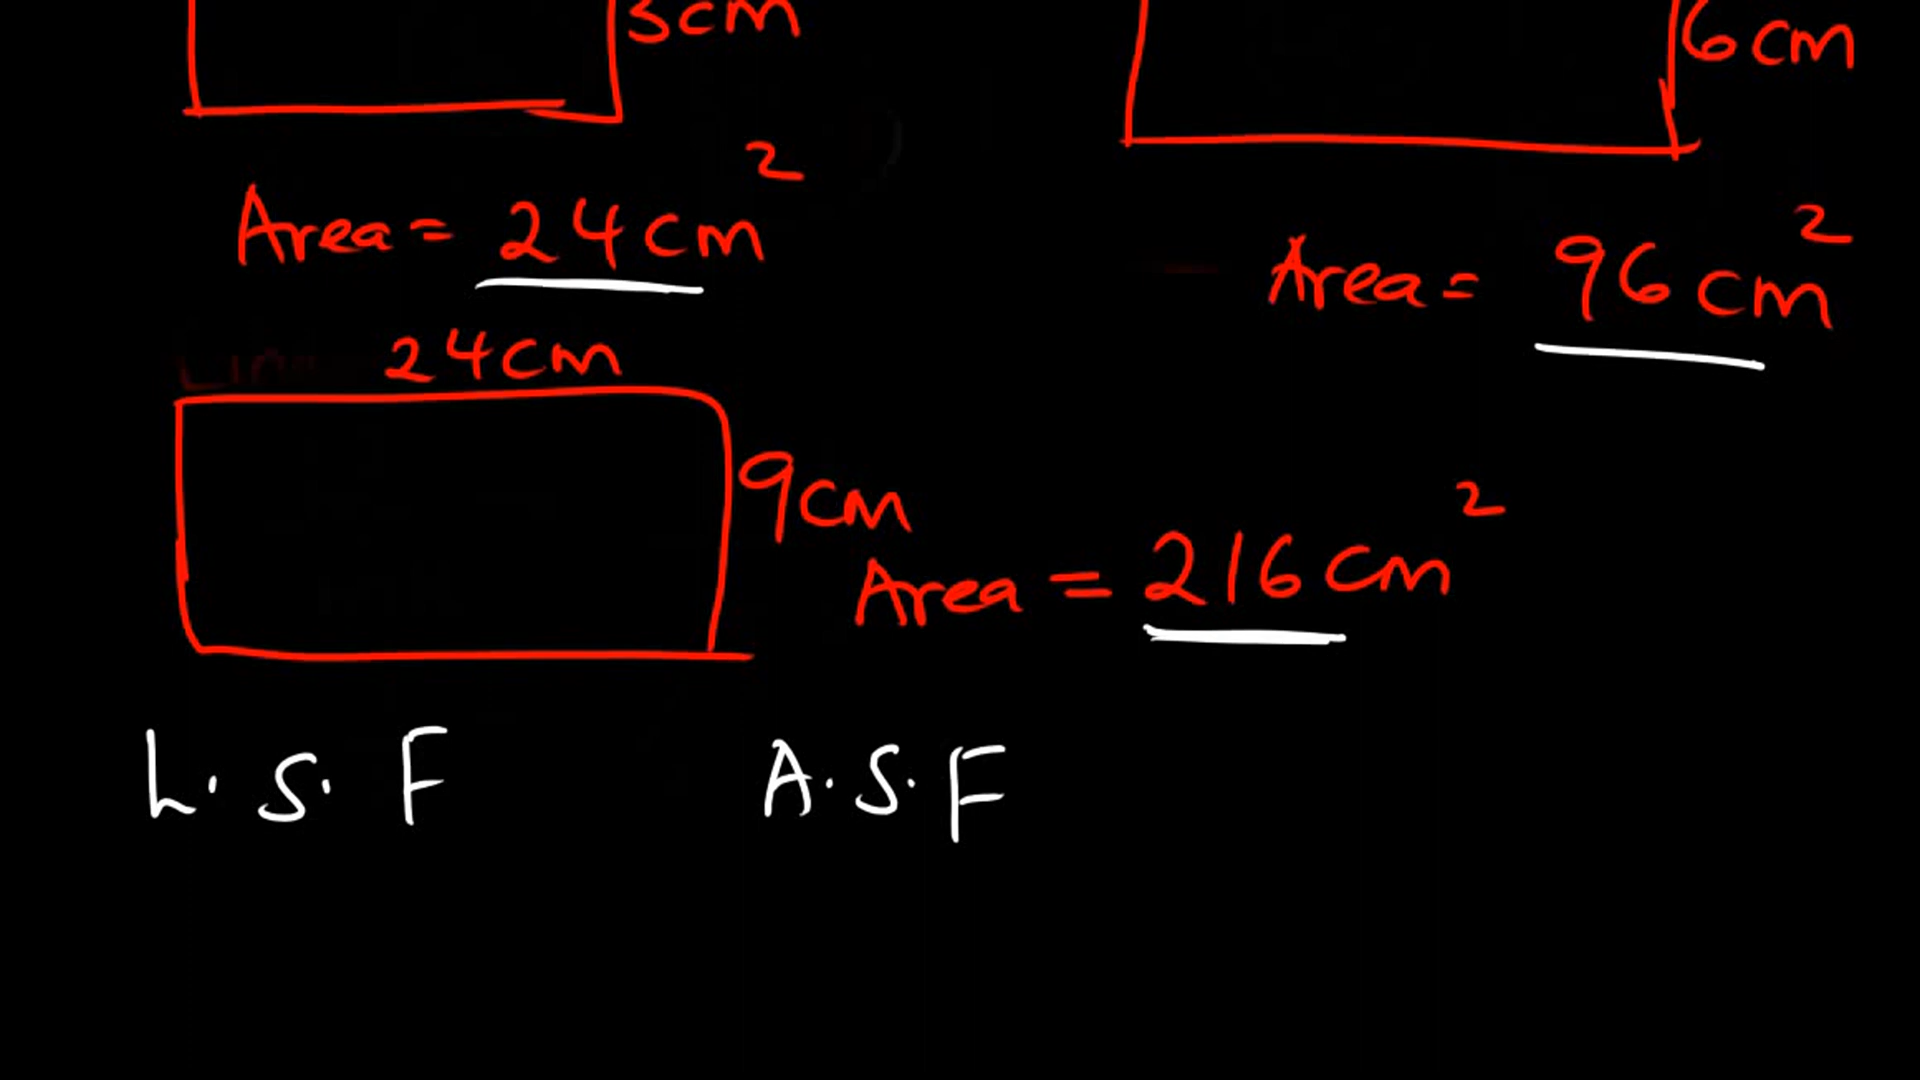 3cm
6cm
Area = 24cm²
Area = 96cm²
24cm
9cm
Area = 216cm²
L.S.F
A.S.F